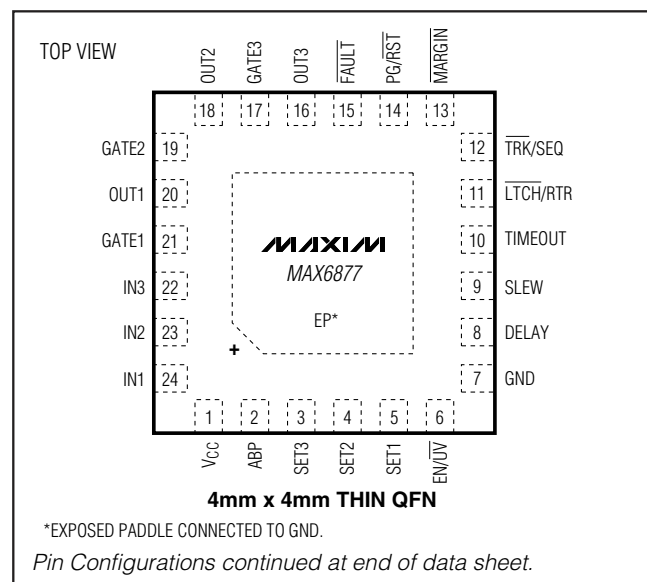 TOP VIEW
OUT2
GATE3
OUT3
FAULT
PG/RST
MARGIN
18
17
16
15
14
13
GATE2 19
OUT1 20
GATE1 21
IN3 22
IN2 23
IN1 24
12 TRK/SEQ
11 LTCH/RTR
10 TIMEOUT
9 SLEW
8 DELAY
7 GND
MAXIM
MAX6877
EP*
+
1
2
3
4
5
6
VCC
ABP
SET3
SET2
SET1
EN/UV
4mm x 4mm THIN QFN
*EXPOSED PADDLE CONNECTED TO GND.
Pin Configurations continued at end of data sheet.